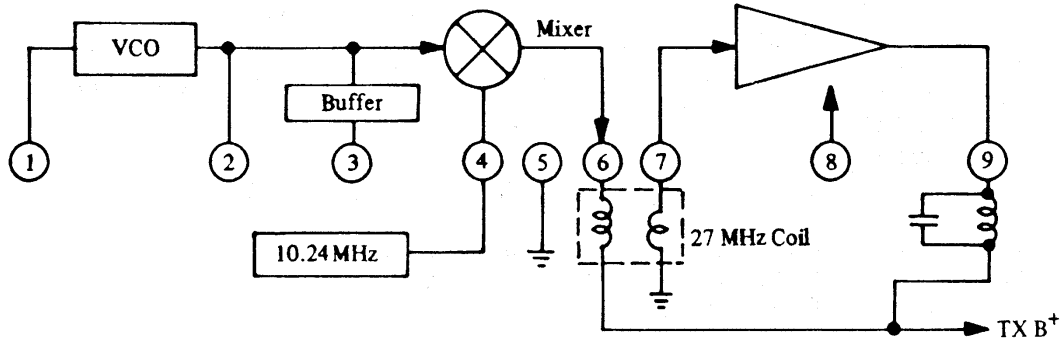 Mixer
VCO
Buffer
1
2
3
4
5
6
7
8
9
10.24 MHz
27 MHz Coil
TX B+